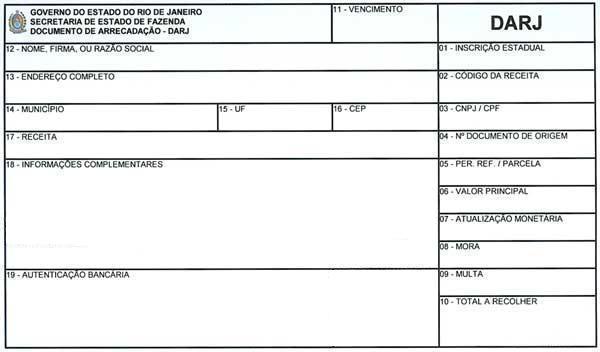 GOVERNO DO ESTADO DO RIO DE JANEIRO
SECRETARIA DE ESTADO DE FAZENDA
DOCUMENTO DE ARRECADAÇÃO - DARJ
11 - VENCIMENTO
DARJ
12 - NOME, FIRMA, OU RAZÃO SOCIAL
01 - INSCRIÇÃO ESTADUAL
13 - ENDEREÇO COMPLETO
02 - CÓDIGO DA RECEITA
14 - MUNICÍPIO
15 - UF
16 - CEP
03 - CNPJ / CPF
17 - RECEITA
04 - Nº DOCUMENTO DE ORIGEM
18 - INFORMAÇÕES COMPLEMENTARES
05 - PER. REF. / PARCELA
06 - VALOR PRINCIPAL
07 - ATUALIZAÇÃO MONETÁRIA
08 - MORA
19 - AUTENTICAÇÃO BANCÁRIA
09 - MULTA
10 - TOTAL A RECOLHER